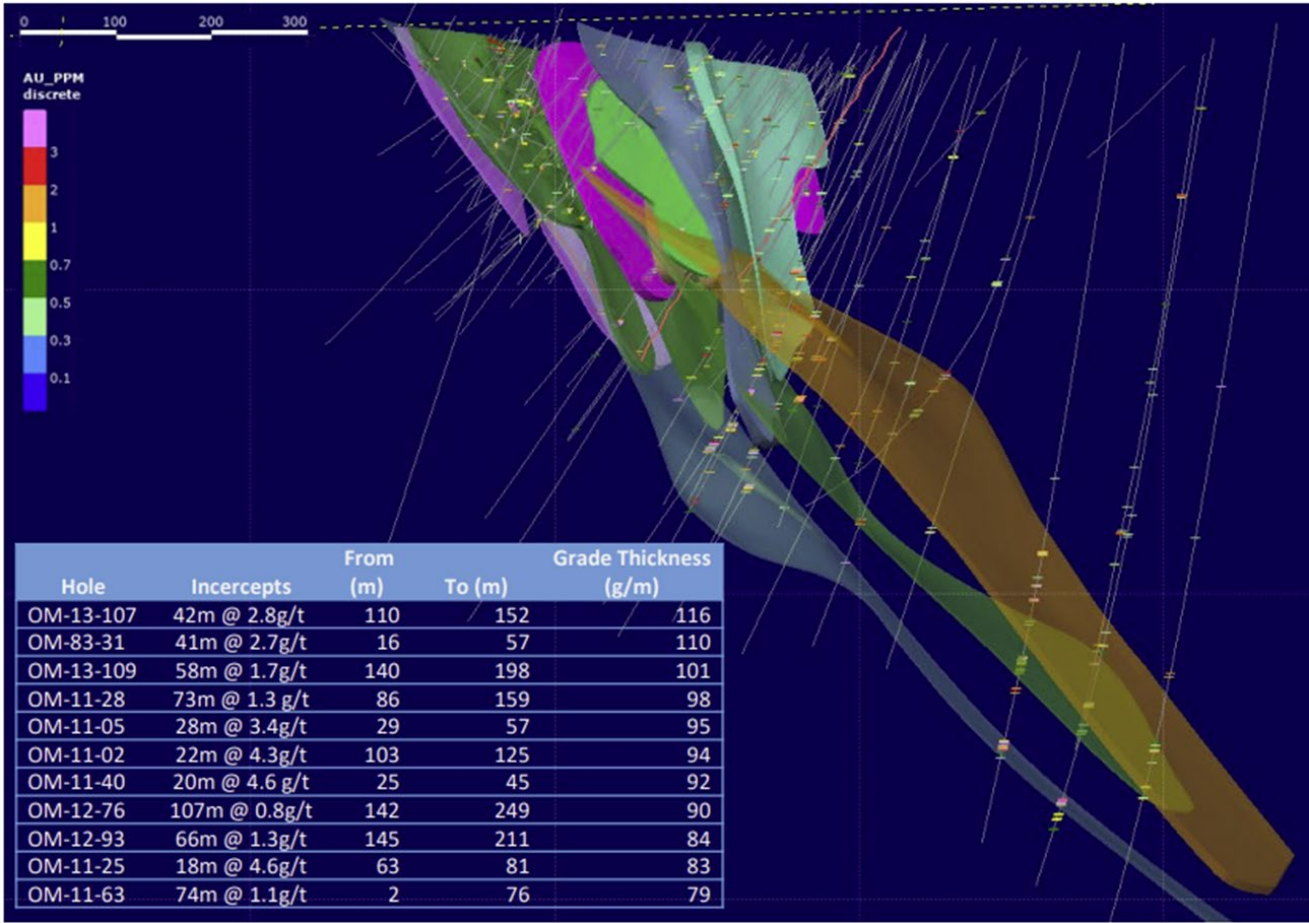 0 100 200 300
AU_PPM
discrete
3
2
1
0.7
0.5
0.3
0.1
Hole Incercepts From (m) To (m) Grade Thickness (g/m)
OM-13-107 42m @ 2.8g/t 110 152 116
OM-83-31 41m @ 2.7g/t 16 57 110
OM-13-109 58m @ 1.7g/t 140 198 101
OM-11-28 73m @ 1.3 g/t 86 159 98
OM-11-05 28m @ 3.4g/t 29 57 95
OM-11-02 22m @ 4.3g/t 103 125 94
OM-11-40 20m @ 4.6 g/t 25 45 92
OM-12-76 107m @ 0.8g/t 142 249 90
OM-12-93 66m @ 1.3g/t 145 211 84
OM-11-25 18m @ 4.6g/t 63 81 83
OM-11-63 74m @ 1.1g/t 2 76 79